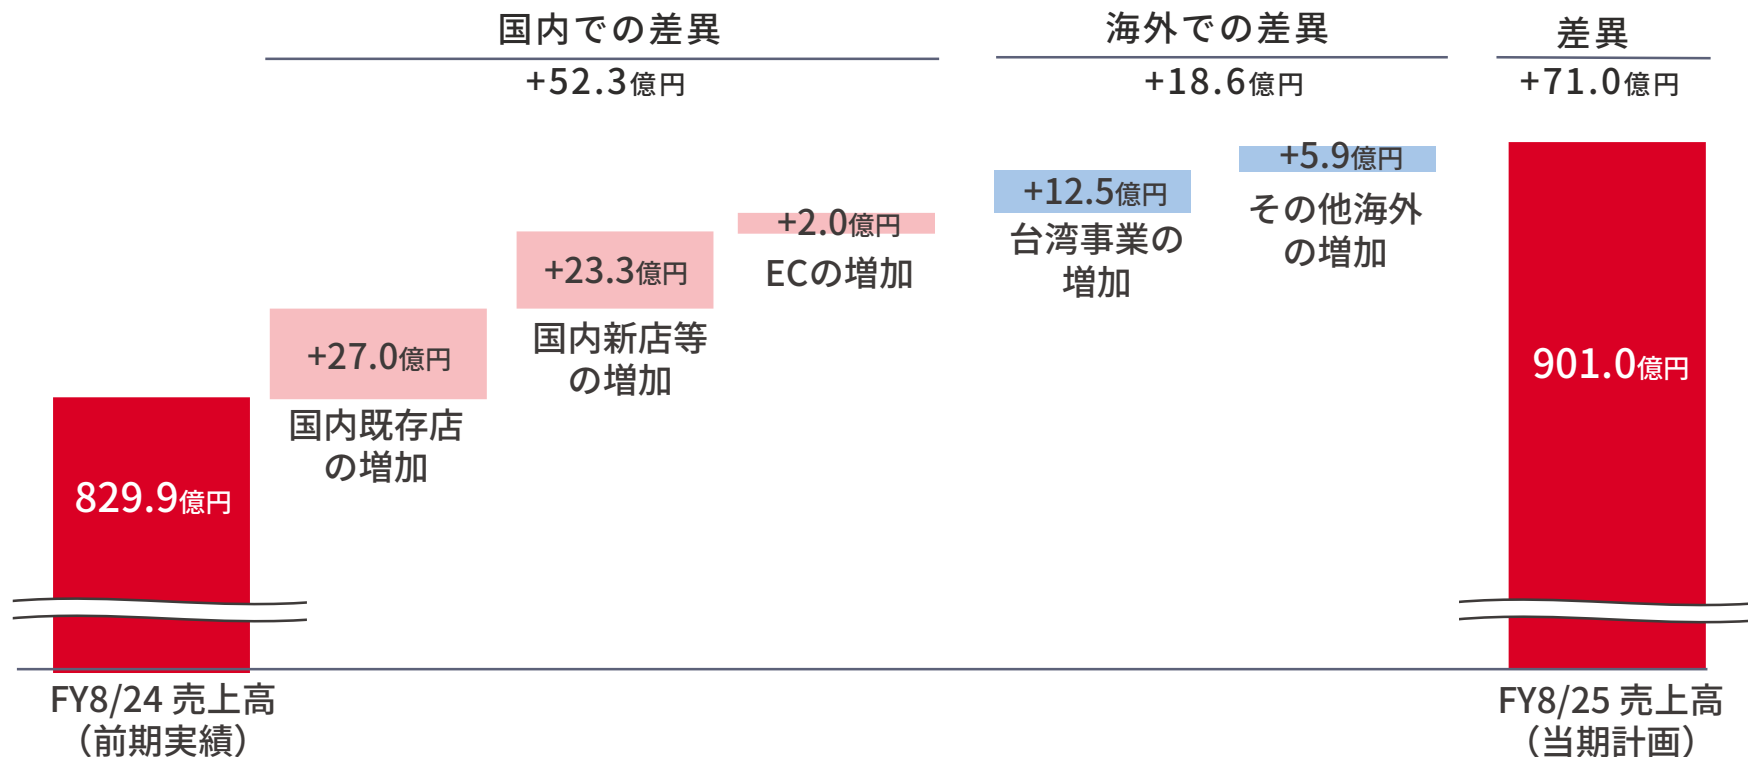 国内での差異
+52.3億円
海外での差異
+18.6億円
差異
+71.0億円
829.9億円
FY8/24 売上高
（前期実績）
+27.0億円
国内既存店
の増加
+23.3億円
国内新店等
の増加
+2.0億円
ECの増加
+12.5億円
台湾事業の
増加
+5.9億円
その他海外
の増加
901.0億円
FY8/25 売上高
（当期計画）